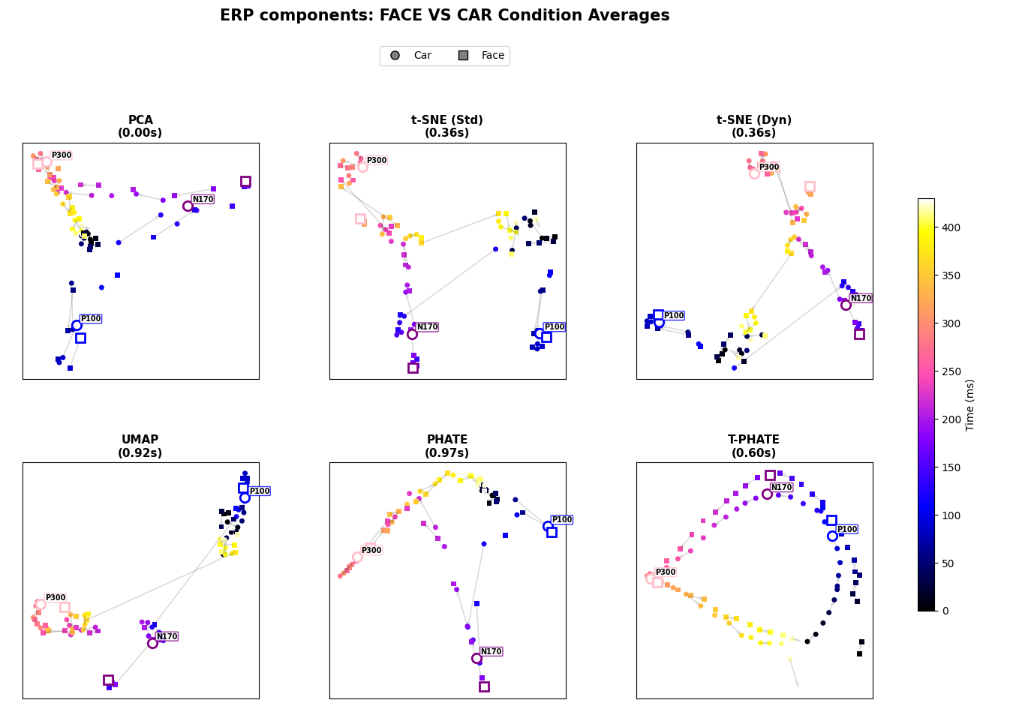 ERP components: FACE VS CAR Condition Averages
Car Face
PCA
(0.00s)
P300
N170
P100
t-SNE (Std)
(0.36s)
P300
N170
P100
t-SNE (Dyn)
(0.36s)
P300
N170
P100
UMAP
(0.92s)
P100
P300
N170
PHATE
(0.97s)
P100
P300
N170
T-PHATE
(0.60s)
N170
P100
P300
400
350
300
250
200
150
100
50
0
Time (ms)